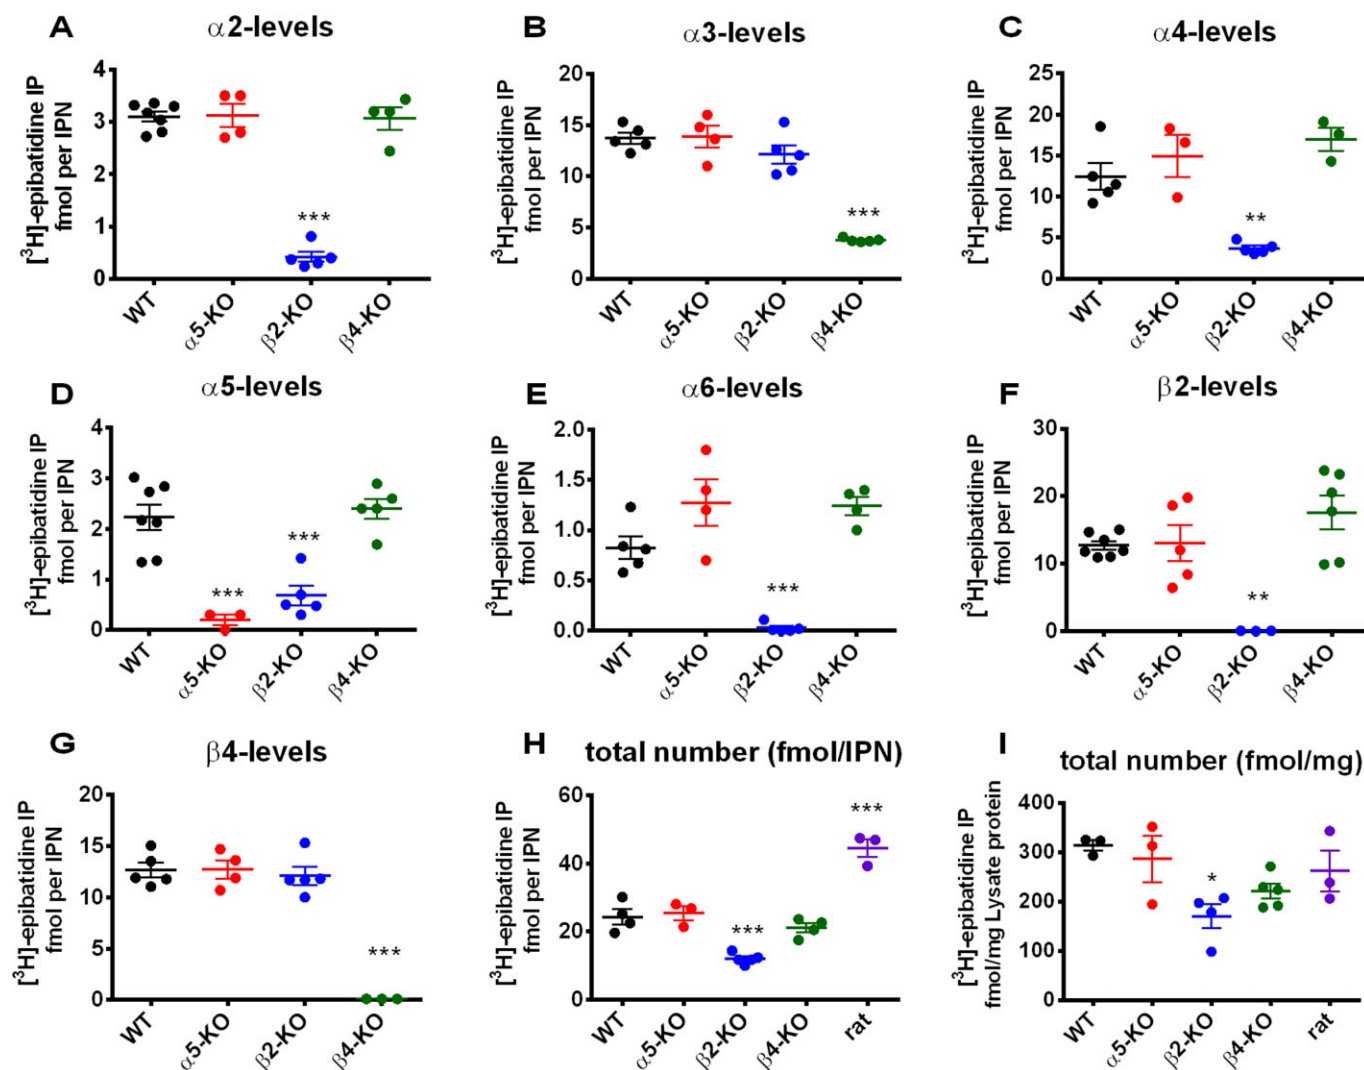 A α2-levels
[³H]-epibatidine IP
fmol per IPN
4
3
2
1
0
***
WT α5-KO β2-KO β4-KO
B α3-levels
[³H]-epibatidine IP
fmol per IPN
20
15
10
5
0
***
WT α5-KO β2-KO β4-KO
C α4-levels
[³H]-epibatidine IP
fmol per IPN
25
20
15
10
5
0
**
WT α5-KO β2-KO β4-KO
D α5-levels
[³H]-epibatidine IP
fmol per IPN
4
3
2
1
0
***
***
WT α5-KO β2-KO β4-KO
E α6-levels
[³H]-epibatidine IP
fmol per IPN
2.0
1.5
1.0
0.5
0.0
***
WT α5-KO β2-KO β4-KO
F β2-levels
[³H]-epibatidine IP
fmol per IPN
30
20
10
0
**
WT α5-KO β2-KO β4-KO
G β4-levels
[³H]-epibatidine IP
fmol per IPN
20
15
10
5
0
***
WT α5-KO β2-KO β4-KO
H total number (fmol/IPN)
[³H]-epibatidine IP
fmol per IPN
60
40
20
0
***
***
WT α5-KO β2-KO β4-KO rat
I total number (fmol/mg)
[³H]-epibatidine IP
fmol/mg Lysate protein
400
300
200
100
0
*
WT α5-KO β2-KO β4-KO rat